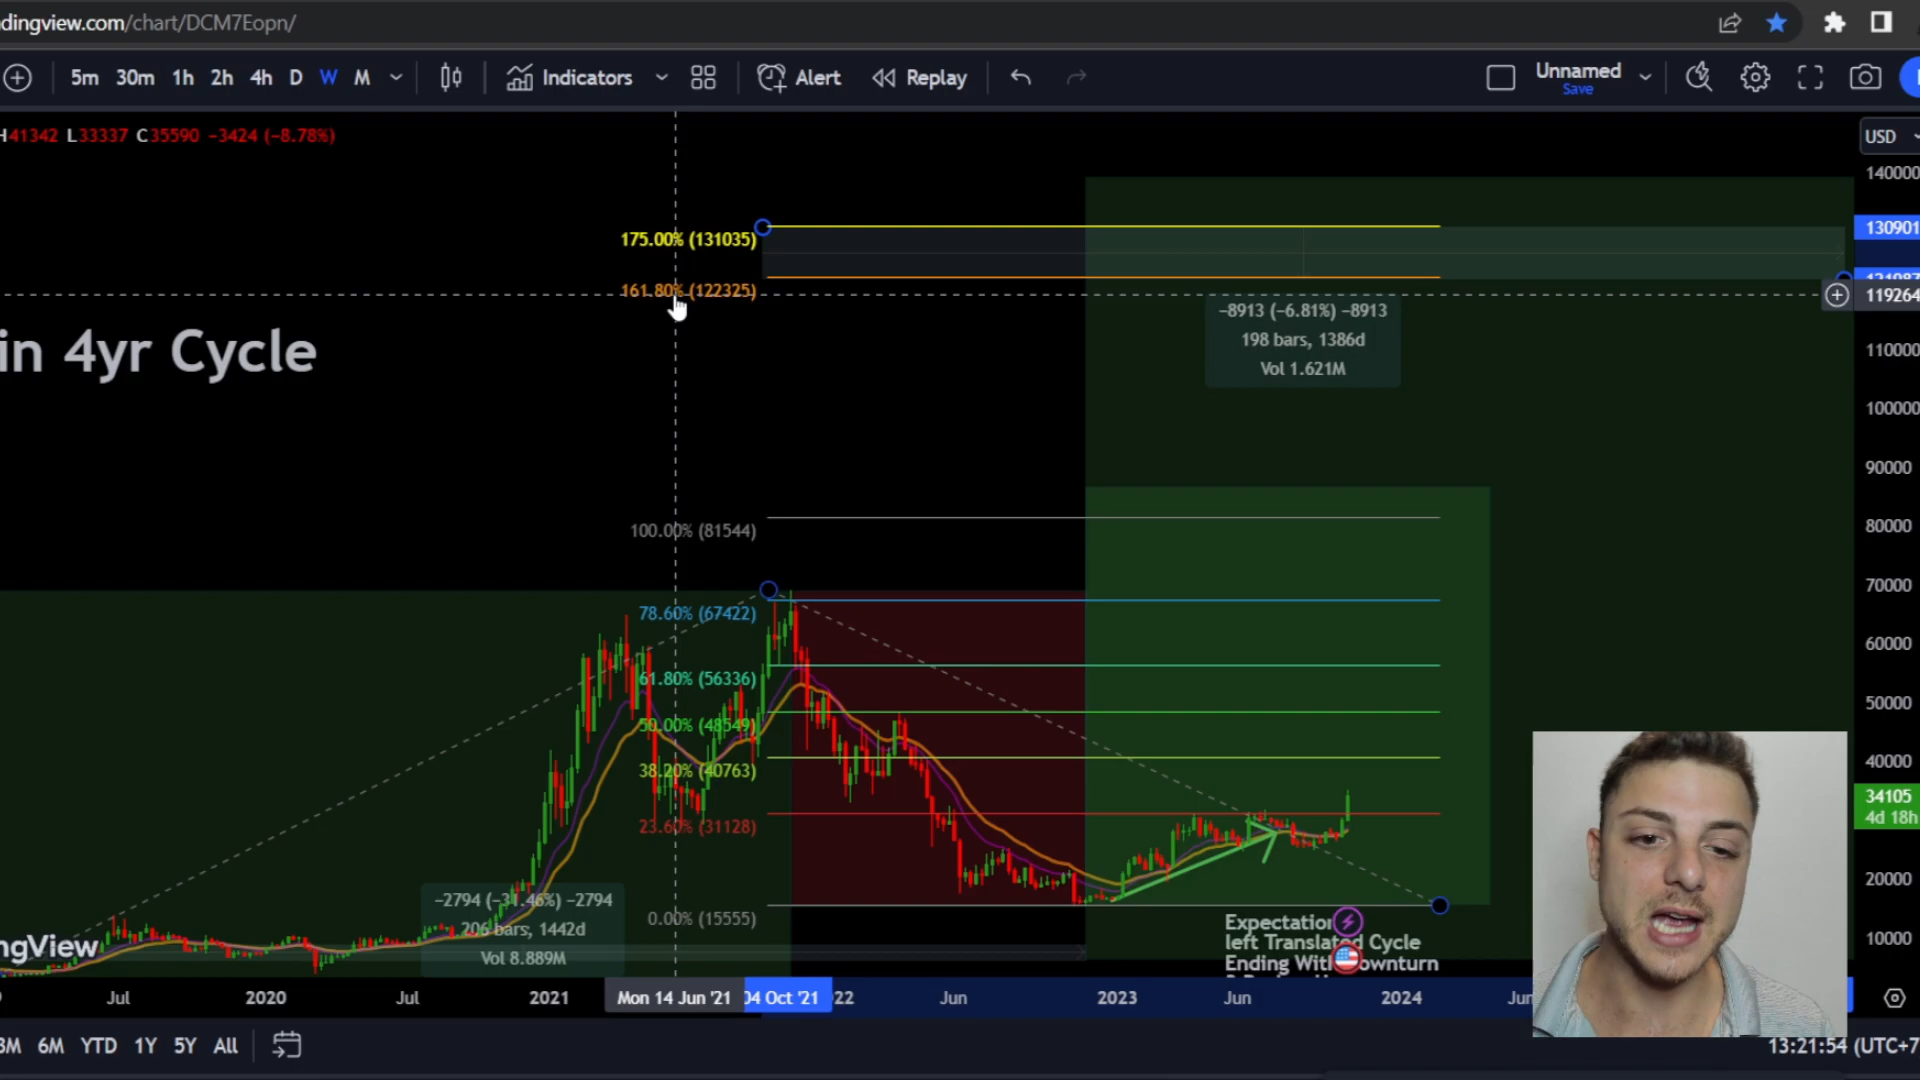 dingview.com/chart/DCM7Eopn/
5m 30m 1h 2h 4h D W M Indicators Alert Replay Unnamed
Save
H41342 L33337 C35590 −3424 (−8.78%)
USD
140000
175.00% (131035)
130901
161.80% (122325)
119264
−8913 (−6.81%) −8913
198 bars, 1386d
Vol 1.621M
in 4yr Cycle
110000
100000
90000
100.00% (81544)
80000
78.60% (67422)
70000
60000
61.80% (56336)
50.00% (48549)
50000
38.20% (40763)
40000
34105
4d 18h
23.60% (31128)
20000
−2794 (−31.46%) −2794
206 bars, 1442d
Vol 8.889M
0.00% (15555)
Expectation
left Translated Cycle
Ending With Downturn
10000
ngView
Jul 2020 Jul 2021 Mon 14 Jun '21 04 Oct '21 22 Jun 2023 Jun 2024 Jun
3M 6M YTD 1Y 5Y All
13:21:54 (UTC+7